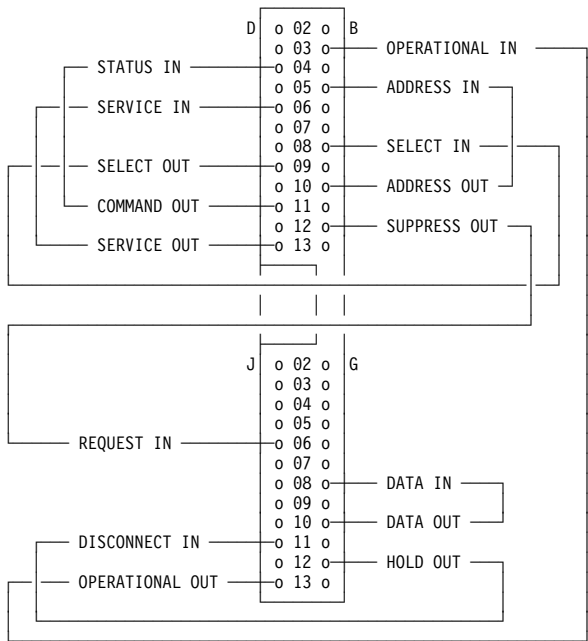 D o 02 o B
o 03 o OPERATIONAL IN
STATUS IN o 04 o
o 05 o ADDRESS IN
SERVICE IN o 06 o
o 07 o
o 08 o SELECT IN
SELECT OUT o 09 o
o 10 o ADDRESS OUT
COMMAND OUT o 11 o
o 12 o SUPPRESS OUT
SERVICE OUT o 13 o
J o 02 o G
o 03 o
o 04 o
o 05 o
REQUEST IN o 06 o
o 07 o
o 08 o DATA IN
o 09 o
o 10 o DATA OUT
DISCONNECT IN o 11 o
o 12 o HOLD OUT
OPERATIONAL OUT o 13 o